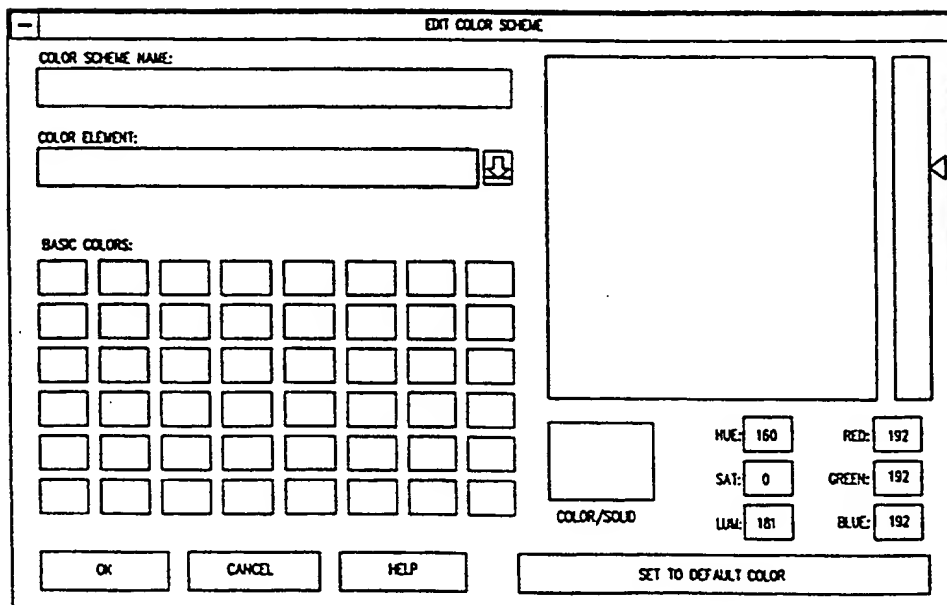 EDIT COLOR SCHEME
COLOR SCHEME NAME:
COLOR ELEMENT:
BASIC COLORS:
HUE: 160 RED: 192
SAT: 0 GREEN: 192
LUM: 181 BLUE: 192
COLOR/SOLID
OK CANCEL HELP SET TO DEFAULT COLOR